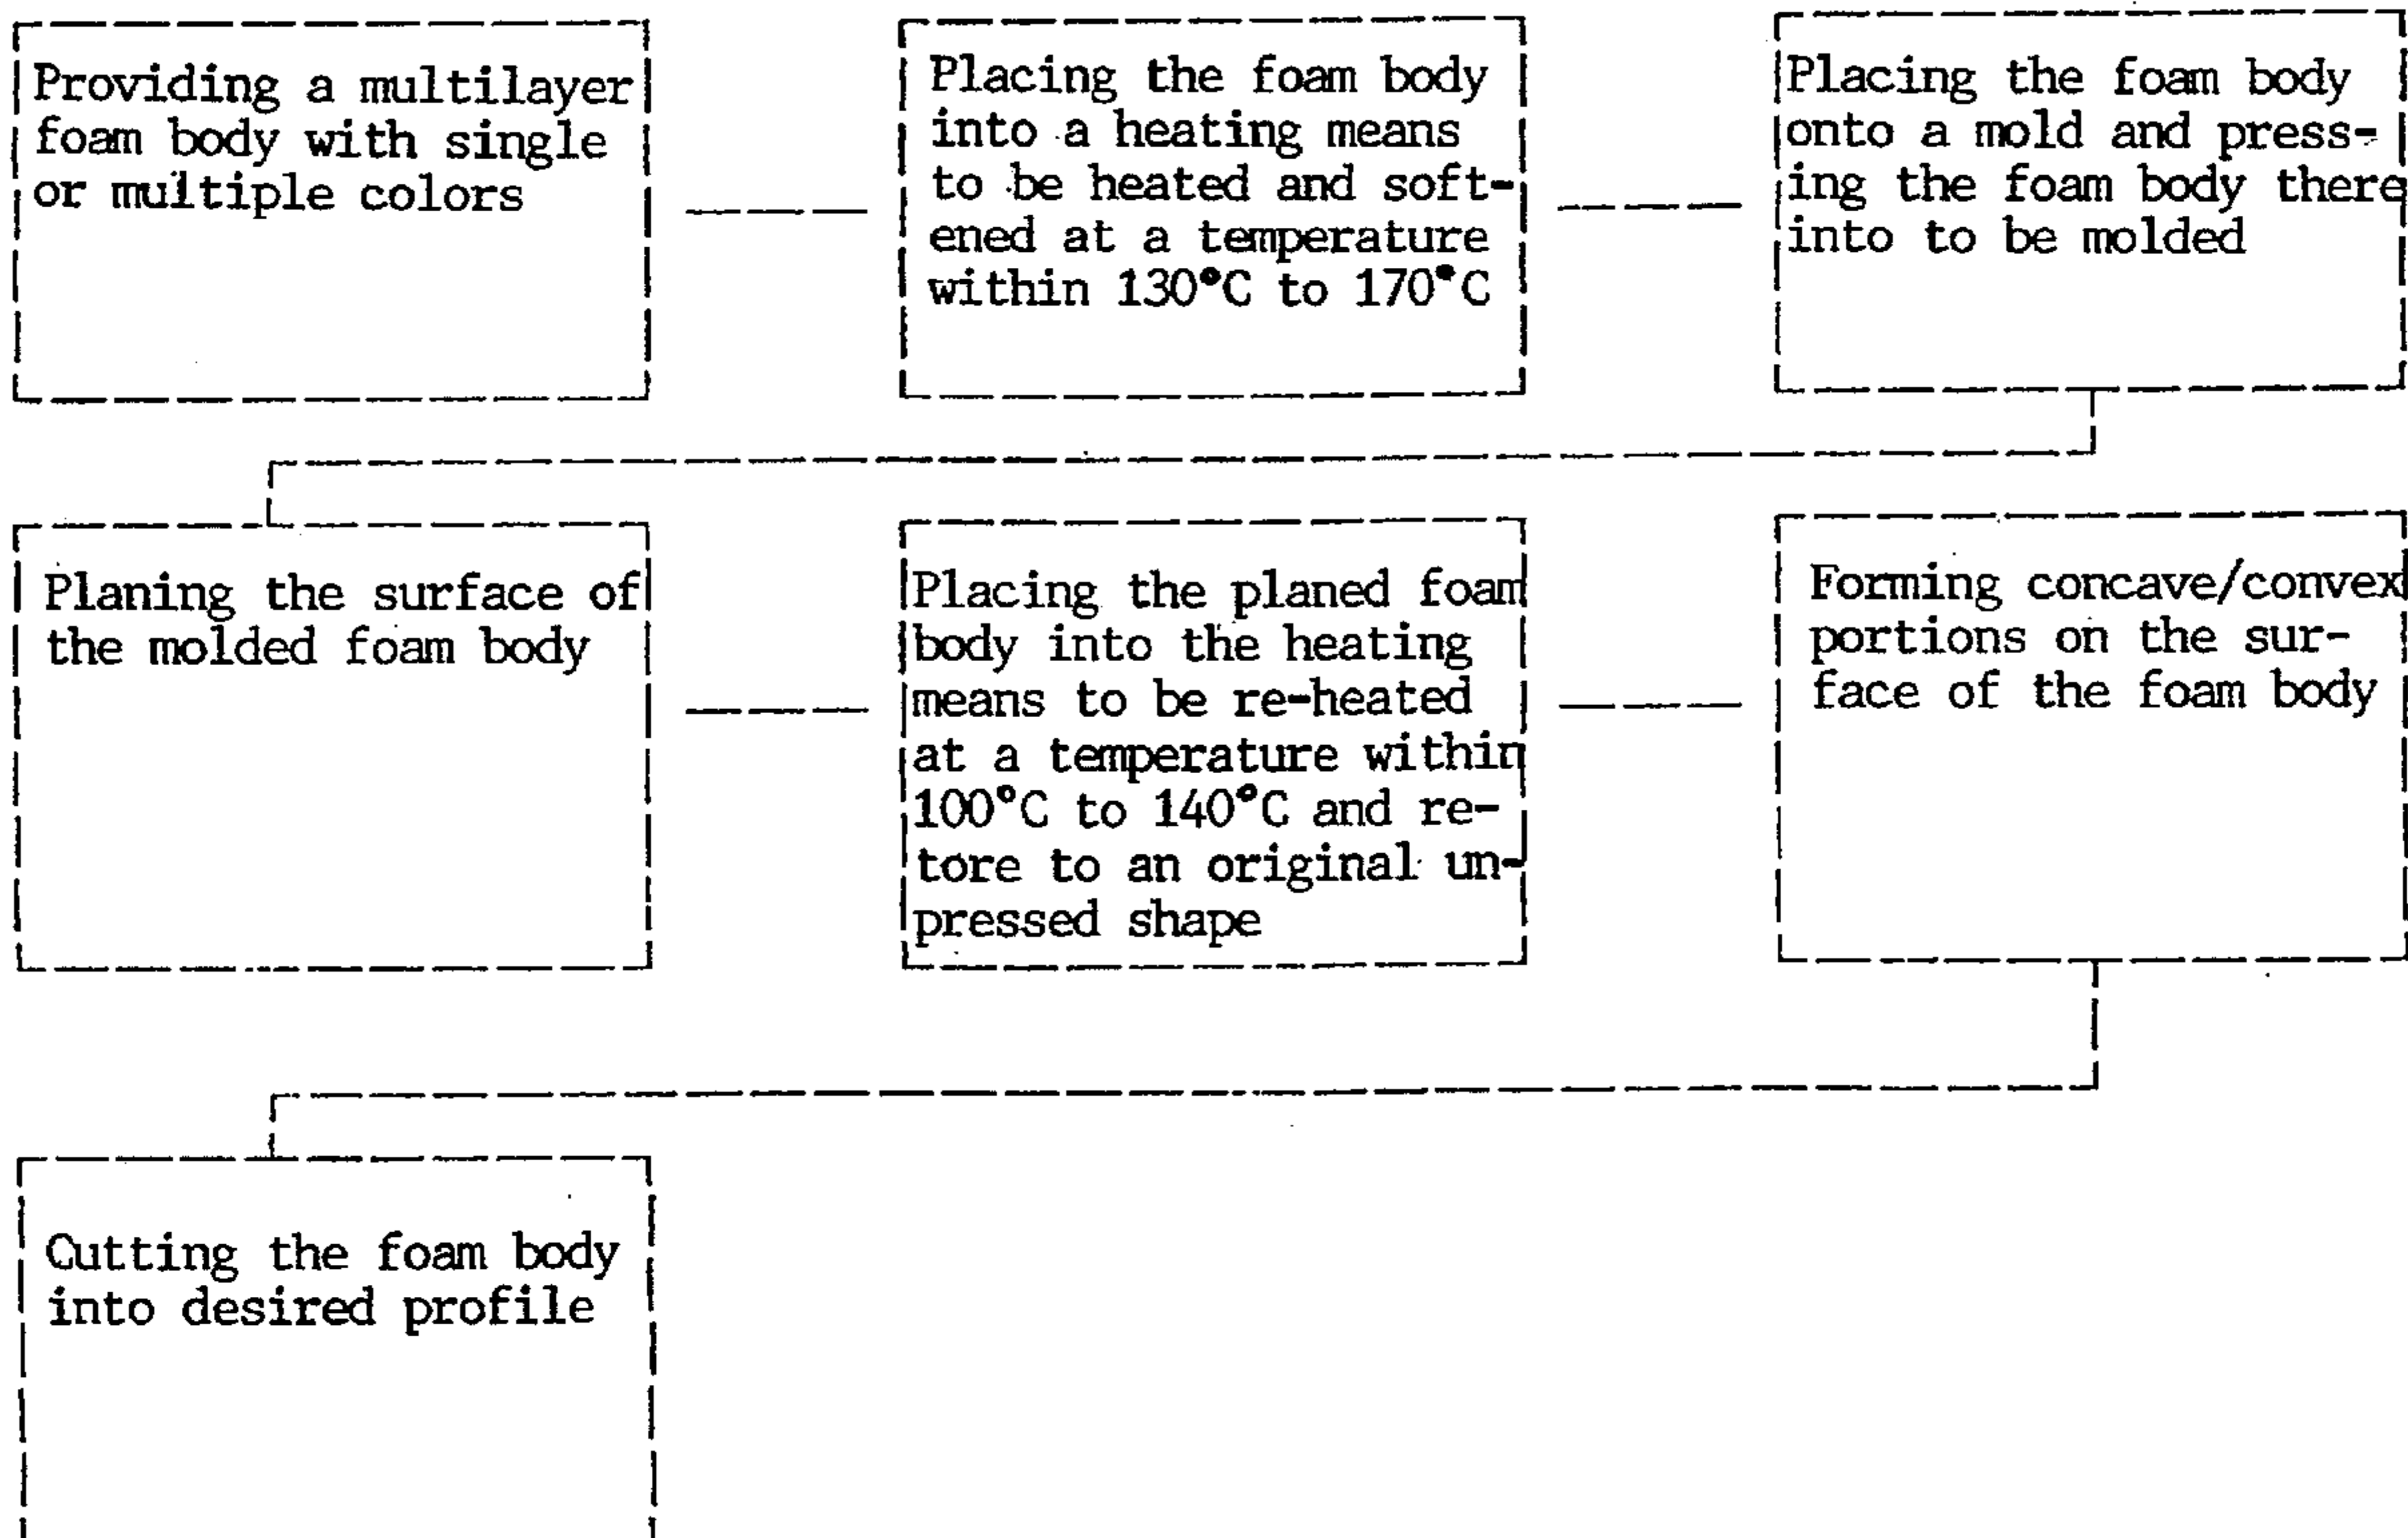 Providing a multilayer
foam body with single
or multiple colors
Placing the foam body
into a heating means
to be heated and soft-
ened at a temperature
within 130°C to 170°C
Placing the foam body
onto a mold and press-
ing the foam body there
into to be molded
Planing the surface of
the molded foam body
Placing the planed foam
body into the heating
means to be re-heated
at a temperature within
100°C to 140°C and re-
tore to an original un-
pressed shape
Forming concave/convex
portions on the sur-
face of the foam body
Cutting the foam body
into desired profile